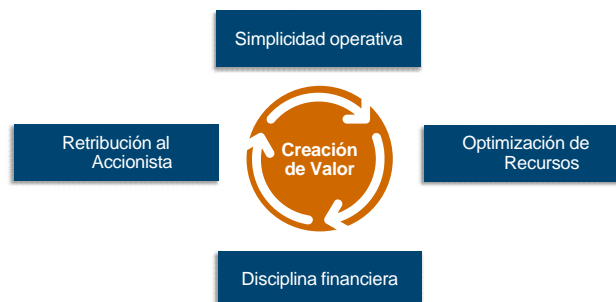 Simplicidad operativa
Retribución al
Accionista
Creación
de Valor
Optimización de
Recursos
Disciplina financiera